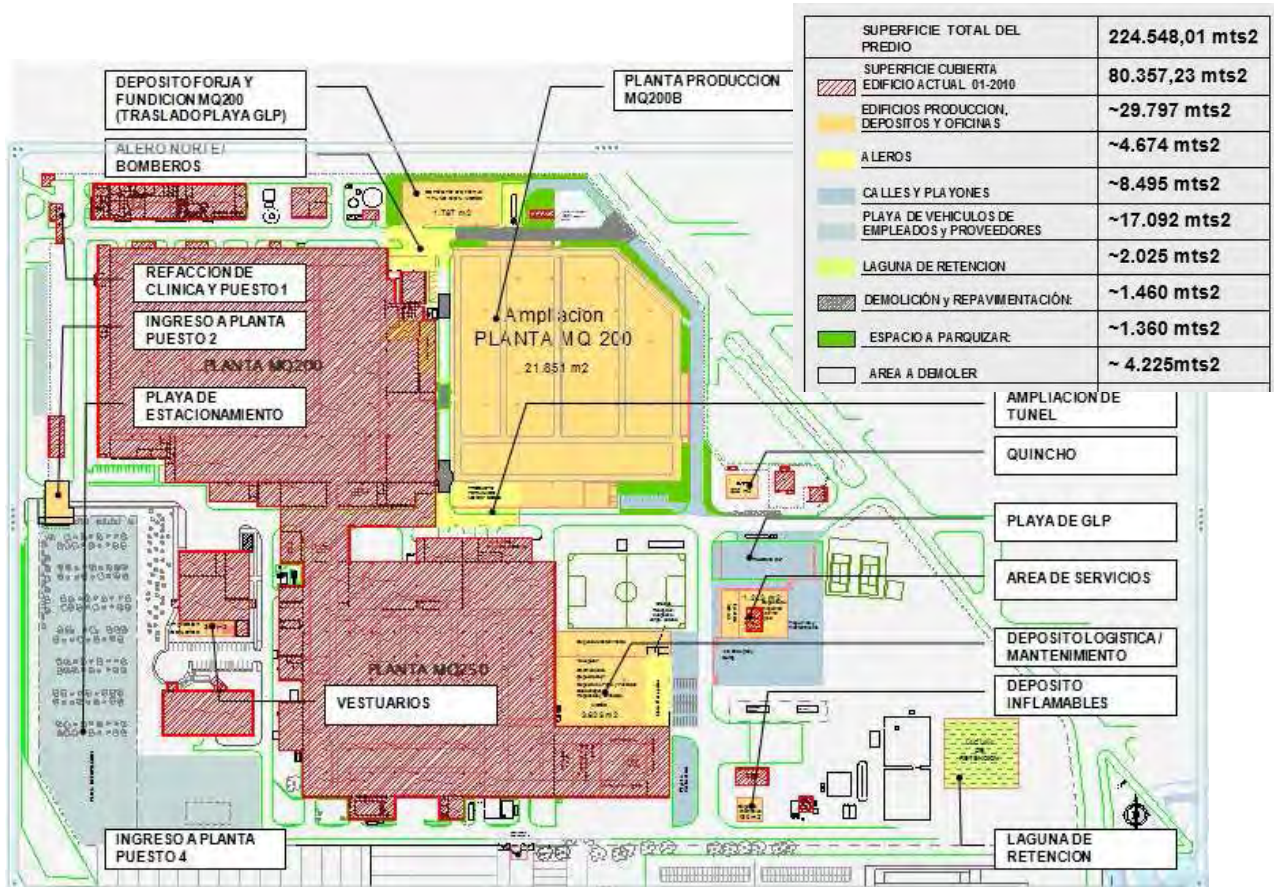 SUPERFICIE TOTAL DEL
PREDIO
224.548,01 mts2
SUPERFICIE CUBIERTA
EDIFICIO ACTUAL 01-2010
80.357,23 mts2
EDIFICIOS PRODUCCION,
DEPOSITOS Y OFICINAS
~29.797 mts2
ALEROS
~4.674 mts2
CALLES Y PLAYONES
~8.495 mts2
PLAYA DE VEHICULOS DE
EMPLEADOS y PROVEEDORES
~17.092 mts2
LAGUNA DE RETENCION
~2.025 mts2
DEMOLICIÓN y REPAVIMENTACIÓN:
~1.460 mts2
ESPACIO A PARQUIZAR:
~1.360 mts2
AREA A DEMOLER
~ 4.225mts2
DEPOSITO FORJA Y
FUNDICION MQ200
(TRASLADO PLAYA GLP)
PLANTA PRODUCCION
MQ200B
ALERO NORTE/
BOMBEROS
1.787 m2
REFACCION DE
CLINICA Y PUESTO 1
INGRESO A PLANTA
PUESTO 2
PLANTA MQ200
Ampliacion
PLANTA MQ 200
21.851 m2
PLAYA DE
ESTACIONAMIENTO
AMPLIACION DE
TUNEL
QUINCHO
PLAYA DE GLP
AREA DE SERVICIOS
DEPOSITO LOGISTICA /
MANTENIMIENTO
DEPOSITO
INFLAMABLES
PLANTA MQ250
VESTUARIOS
LAGUNA
DE
RETENCION
INGRESO A PLANTA
PUESTO 4
LAGUNA DE
RETENCION